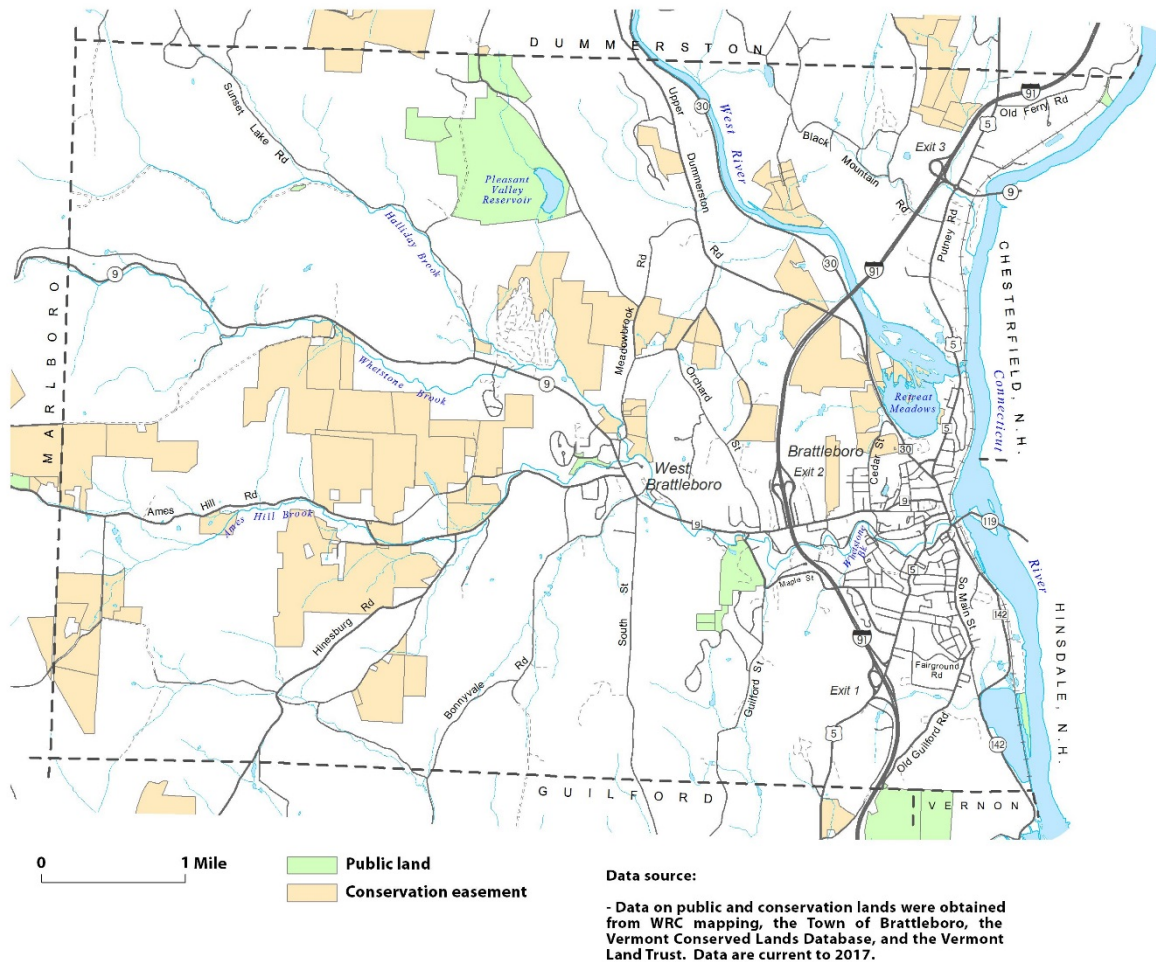 DUMMERSTON
Sunset
Lake Rd
30
West River
Upper
Dummerston
Rd
91
5
Old Ferry Rd
Black
Mountain
Rd
Exit 3
9
Pleasant
Valley
Reservoir
Halliday Brook
Putney Rd
30
91
CHESTERFIELD, N.H.
9
MARLBORO
Meadowbrook
Rd
5
Whetstone
Brook
9
Orchard
St
Connecticut
Retreat
Meadows
Cedar St
5
30
Brattleboro
Exit 2
West
Brattleboro
9
9
Ames
Hill
Rd
Ames
Hill Brook
119
Whetstone
Bk
River
Maple St
5
So Main St.
142
South
St
Hinesburg
Rd
91
HINSDALE, N.H.
Fairground
Rd
Bonnyvale
Rd
Guilford St
Exit 1
5
Old Guilford Rd.
142
GUILFORD
VERNON
0
1 Mile
Public land
Conservation easement
Data source:
- Data on public and conservation lands were obtained
from WRC mapping, the Town of Brattleboro, the
Vermont Conserved Lands Database, and the Vermont
Land Trust. Data are current to 2017.